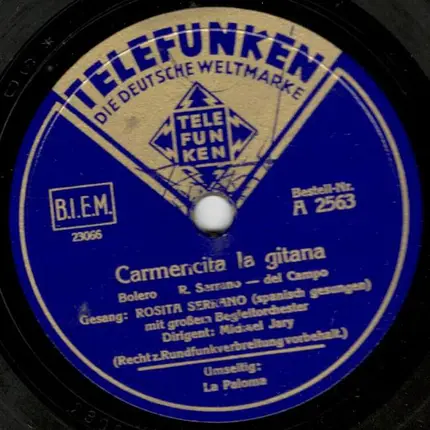 TELEFUNKEN
DIE DEUTSCHE WELTMARKE
TELE
FUN
KEN
B.I.E.M.
23066
Bestell-Nr.
A 2563
Carmencita la gitana
Bolero R. Serrano — del Campo
Gesang: ROSITA SERRANO (spanisch gesungen)
mit großem Begleitorchester
Dirigent: Michael Jary
(Recht z. Rundfunkverbreitung vorbehalt.)
Umseitig:
La Paloma